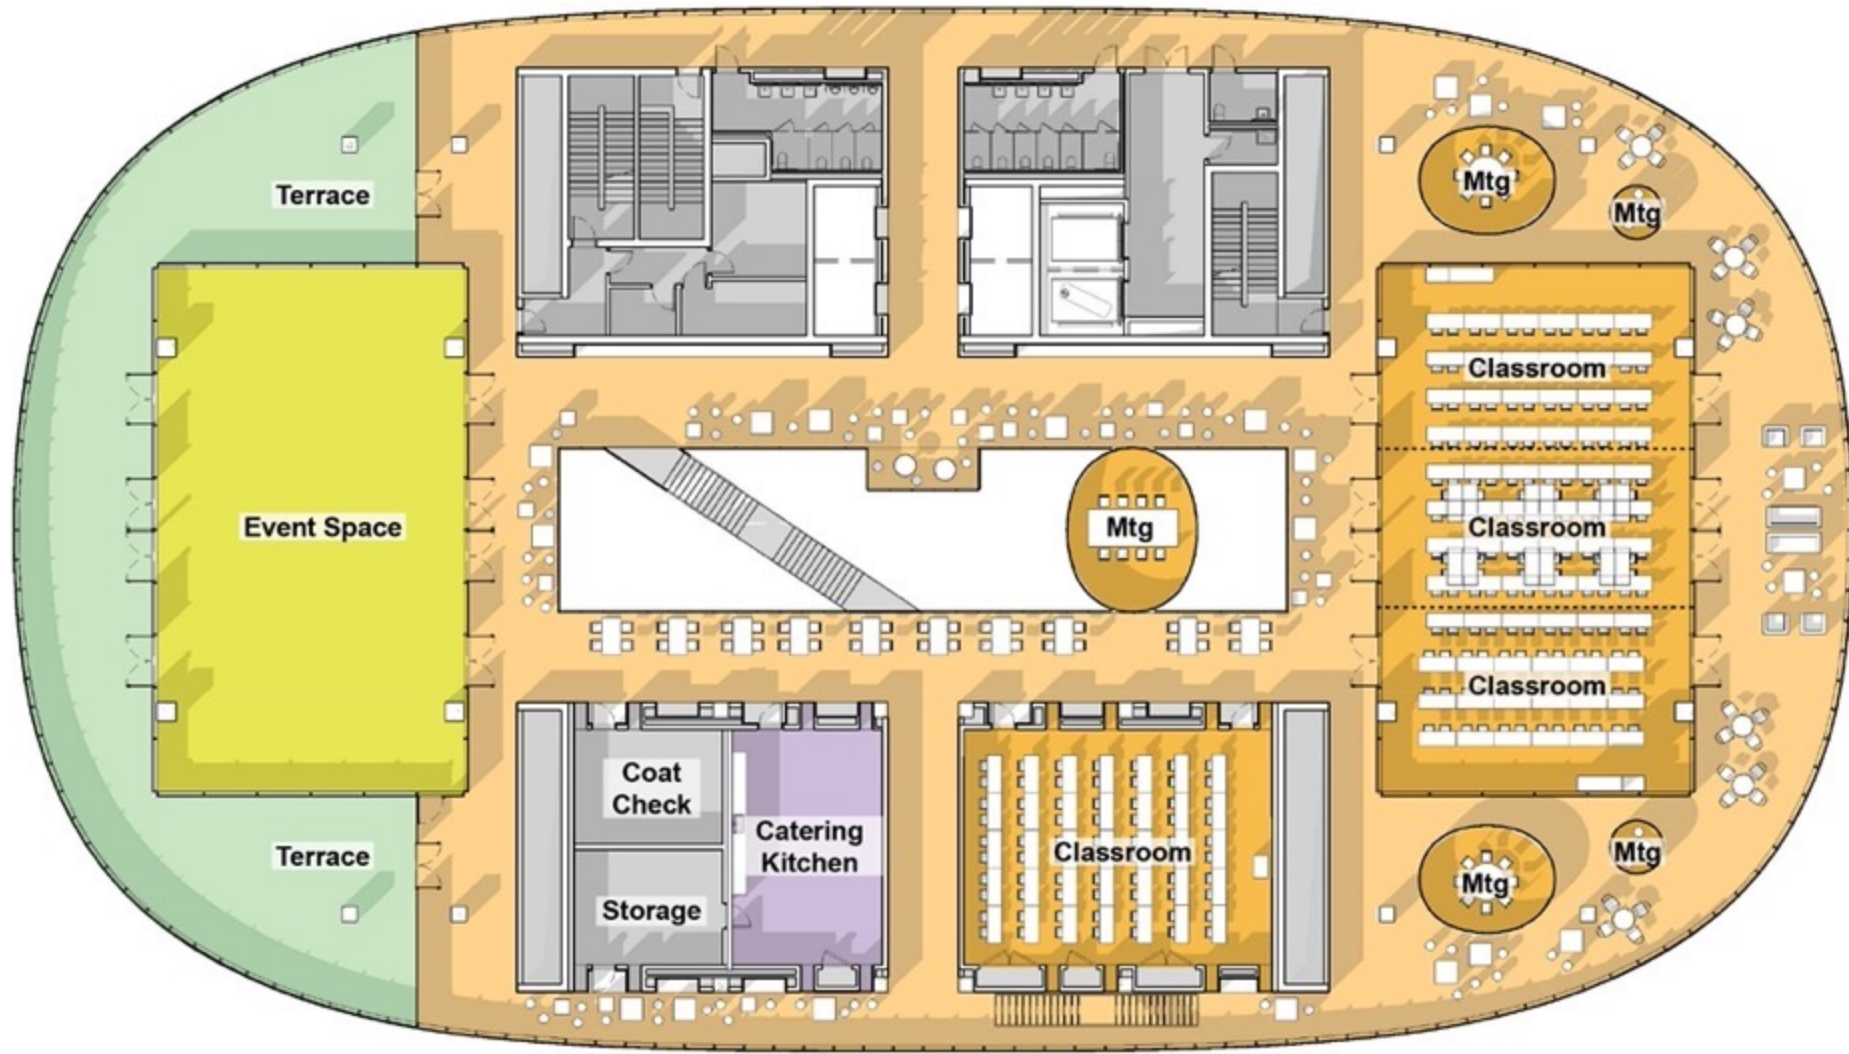 Terrace
Mtg
Mtg
Classroom
Event Space
Mtg
Classroom
Classroom
Coat
Check
Catering
Kitchen
Classroom
Mtg
Terrace
Mtg
Storage